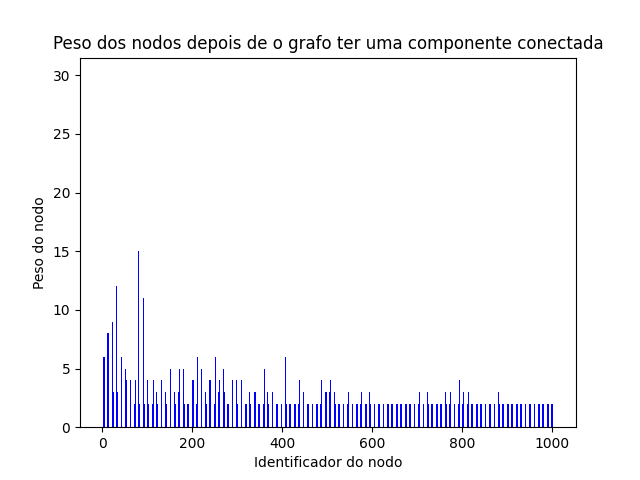 Peso dos nodos depois de o grafo ter uma componente conectada
30
25
20
15
10
5
0
Peso do nodo
0 200 400 600 800 1000
Identificador do nodo